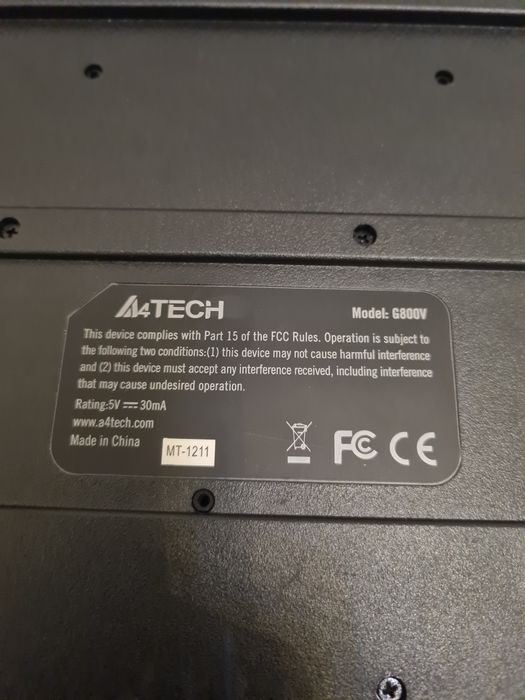 A4TECH
Model: G800V
This device complies with Part 15 of the FCC Rules. Operation is subject to
the following two conditions:(1) this device may not cause harmful interference
and (2) this device must accept any interference received, including interference
that may cause undesired operation.
Rating:5V ⎓ 30mA
www.a4tech.com
Made in China
MT-1211
FC CE